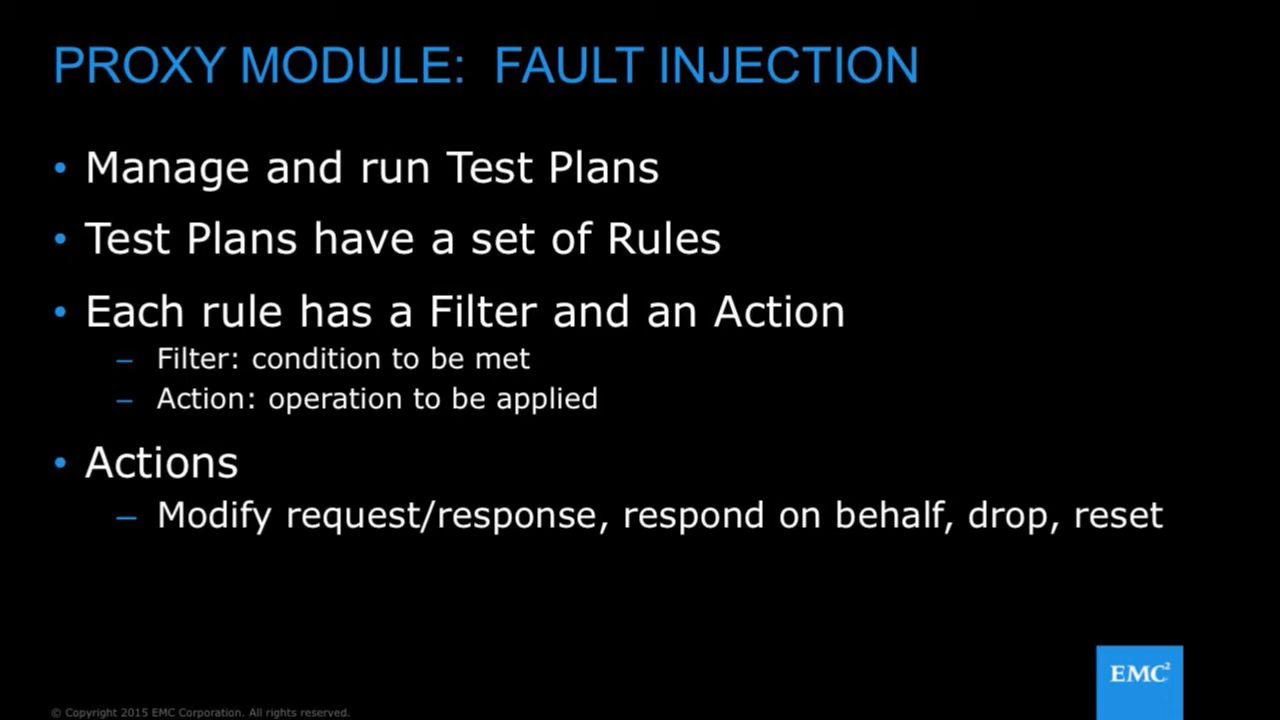 PROXY MODULE: FAULT INJECTION
• Manage and run Test Plans
• Test Plans have a set of Rules
• Each rule has a Filter and an Action
– Filter: condition to be met
– Action: operation to be applied
• Actions
– Modify request/response, respond on behalf, drop, reset
EMC²
© Copyright 2015 EMC Corporation. All rights reserved.